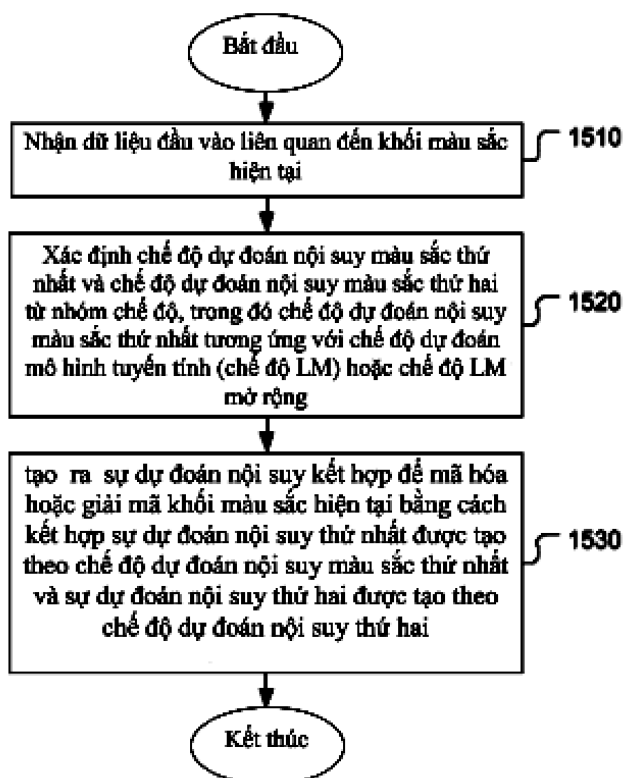 Bắt đầu
Nhận dữ liệu đầu vào liên quan đến khối màu sắc
hiện tại
1510
Xác định chế độ dự đoán nội suy màu sắc thứ
nhất và chế độ dự đoán nội suy màu sắc thứ hai
từ nhóm chế độ, trong đó chế độ dự đoán nội suy
màu sắc thứ nhất tương ứng với chế độ dự đoán
mô hình tuyến tính (chế độ LM) hoặc chế độ LM
mở rộng
1520
tạo ra sự dự đoán nội suy kết hợp để mã hóa
hoặc giải mã khối màu sắc hiện tại bằng cách
kết hợp sự dự đoán nội suy thứ nhất được tạo
theo chế độ dự đoán nội suy màu sắc thứ nhất
và sự dự đoán nội suy thứ hai được tạo theo
chế độ dự đoán nội suy thứ hai
1530
Kết thúc